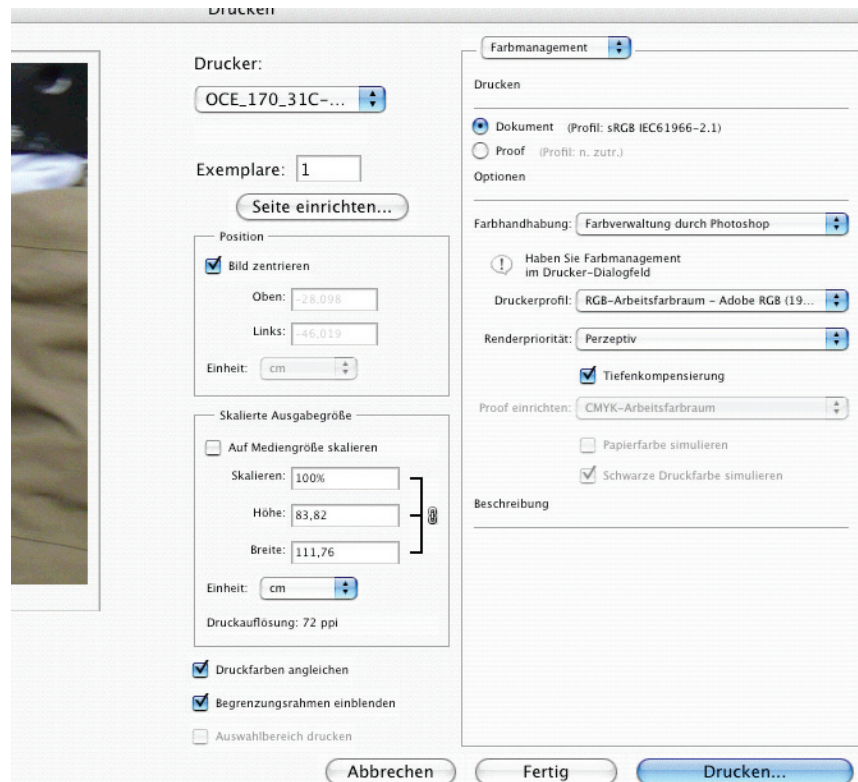 Drucken
Drucker:
OCE_170_31C-...
Exemplare: 1
Seite einrichten...
Position
Bild zentrieren
Oben: -28,098
Links: -46,019
Einheit: cm
Skalierte Ausgabegröße
Auf Mediengröße skalieren
Skalieren: 100%
Höhe: 83,82
Breite: 111,76
Einheit: cm
Druckauflösung: 72 ppi
Druckfarben angleichen
Begrenzungsrahmen einblenden
Auswahlbereich drucken
Farbmanagement
Drucken
Dokument (Profil: sRGB IEC61966-2.1)
Proof (Profil: n. zutr.)
Optionen
Farbhandhabung: Farbverwaltung durch Photoshop
Haben Sie Farbmanagement
im Drucker-Dialogfeld
Druckerprofil: RGB-Arbeitsfarbraum – Adobe RGB (19...
Renderpriorität: Perzeptiv
Tiefenkompensierung
Proof einrichten: CMYK-Arbeitsfarbraum
Papierfarbe simulieren
Schwarze Druckfarbe simulieren
Beschreibung
Abbrechen
Fertig
Drucken...